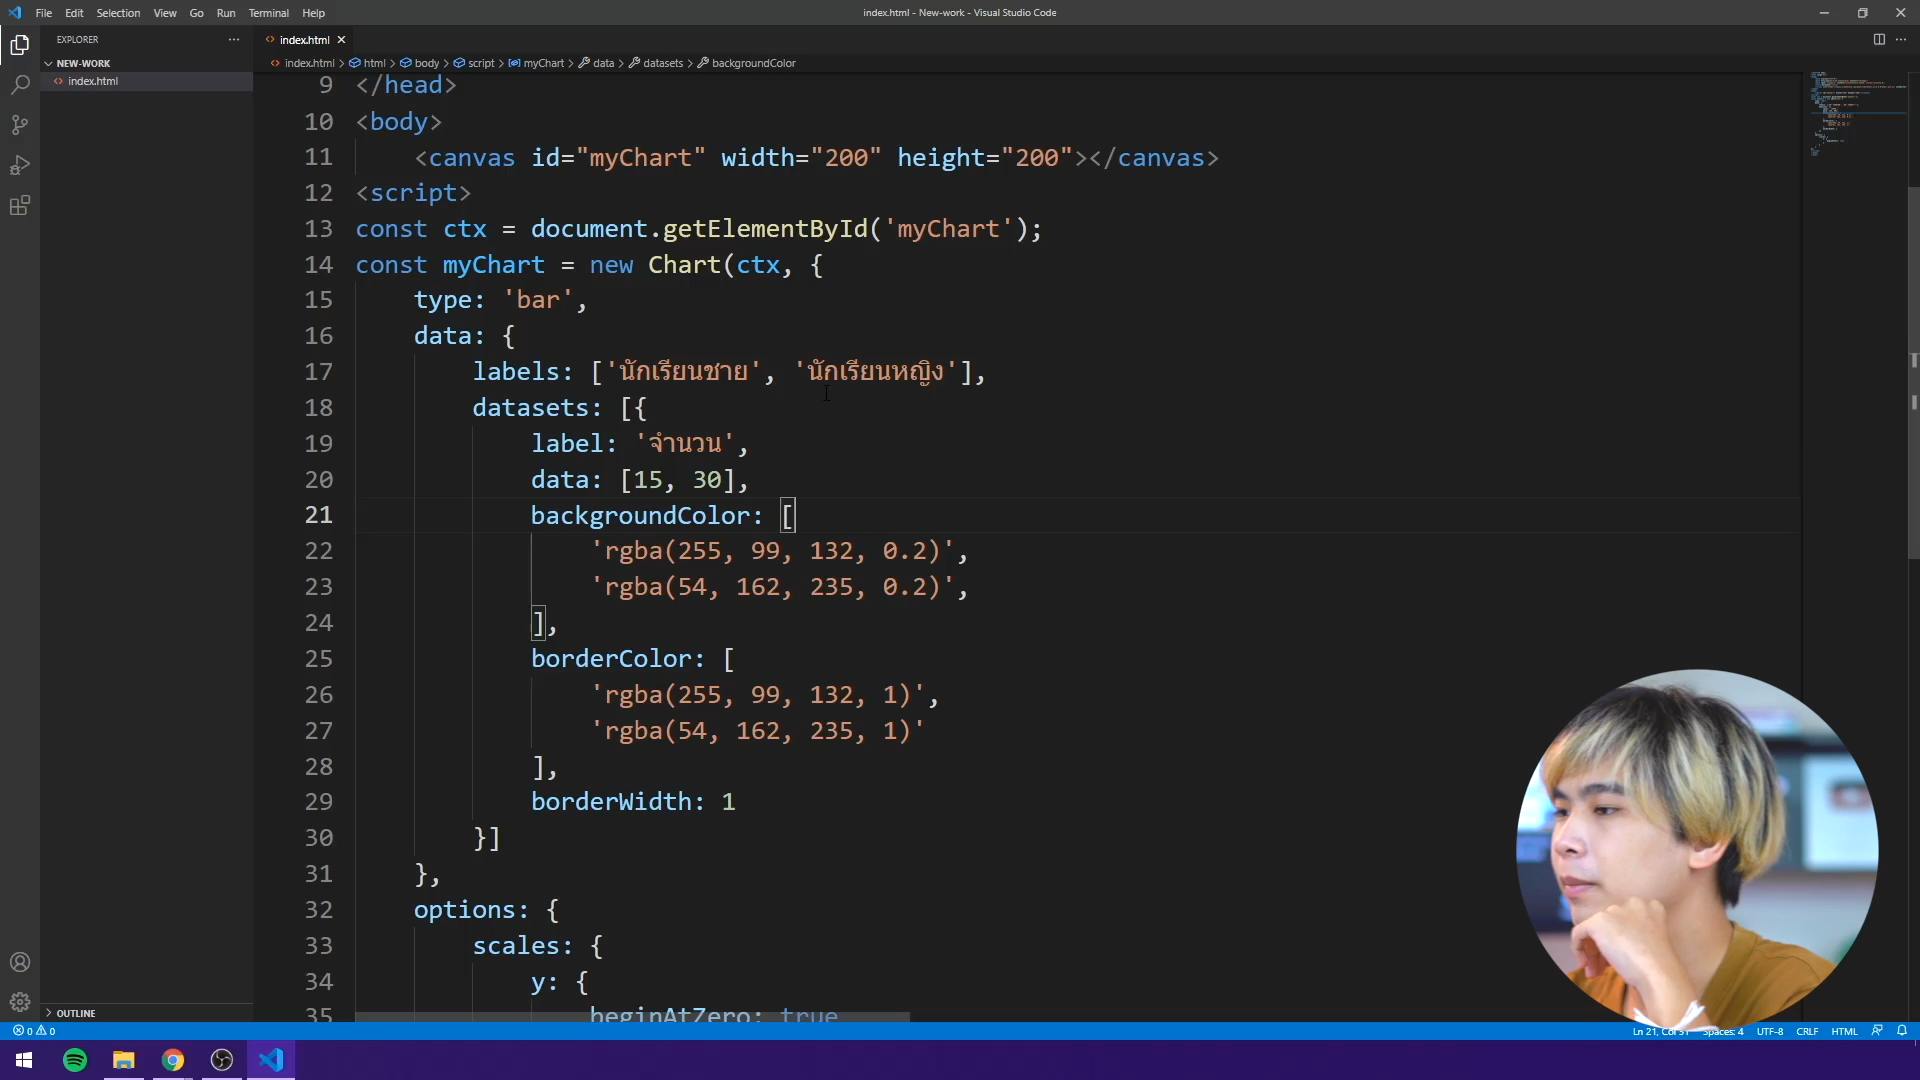 File Edit Selection View Go Run Terminal Help
index.html - New-work - Visual Studio Code
EXPLORER
index.html
NEW-WORK
index.html > html > body > script > myChart > data > datasets > backgroundColor
index.html
9 </head>
10 <body>
11 <canvas id="myChart" width="200" height="200"></canvas>
12 <script>
13 const ctx = document.getElementById('myChart');
14 const myChart = new Chart(ctx, {
15 type: 'bar',
16 data: {
17 labels: ['นักเรียนชาย', 'นักเรียนหญิง'],
18 datasets: [{
19 label: 'จำนวน',
20 data: [15, 30],
21 backgroundColor: [
22 'rgba(255, 99, 132, 0.2)',
23 'rgba(54, 162, 235, 0.2)',
24 ],
25 borderColor: [
26 'rgba(255, 99, 132, 1)',
27 'rgba(54, 162, 235, 1)'
28 ],
29 borderWidth: 1
30 }]
31 },
32 options: {
33 scales: {
34 y: {
35 beginAtZero: true
OUTLINE
0 0
Ln 21, Col 31 Spaces: 4 UTF-8 CRLF HTML